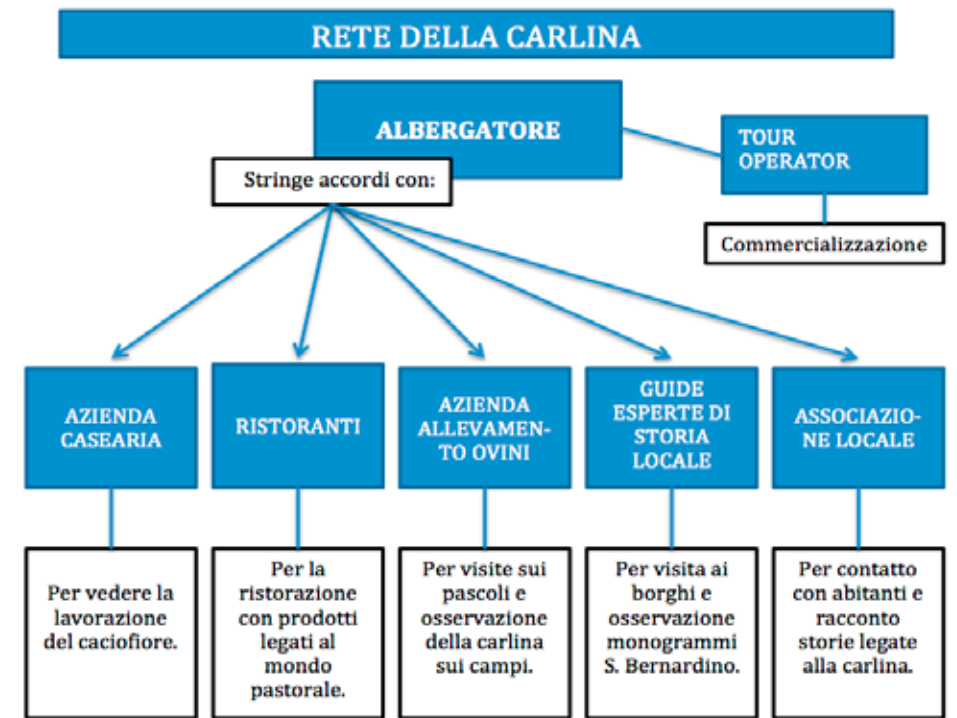 RETE DELLA CARLINA
ALBERGATORE
Stringe accordi con:
TOUR
OPERATOR
Commercializzazione
AZIENDA
CASEARIA
RISTORANTI
AZIENDA
ALLEVAMEN-
TO OVINI
GUIDE
ESPERTE DI
STORIA
LOCALE
ASSOCIAZIO-
NE LOCALE
Per vedere la
lavorazione
del caciofiore.
Per la
ristorazione
con prodotti
legati al
mondo
pastorale.
Per visite sui
pascoli e
osservazione
della carlina
sui campi.
Per visita ai
borghi e
osservazione
monogrammi
S. Bernardino.
Per contatto
con abitanti e
racconto
storie legate
alla carlina.